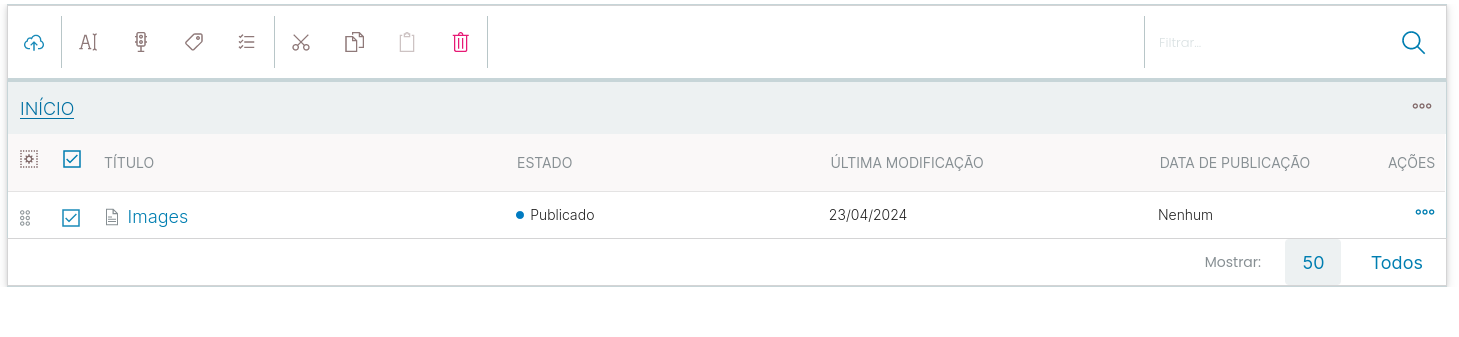 Filtrar...
INÍCIO
TÍTULO ESTADO ÚLTIMA MODIFICAÇÃO DATA DE PUBLICAÇÃO AÇÕES
Images Publicado 23/04/2024 Nenhum
Mostrar: 50 Todos